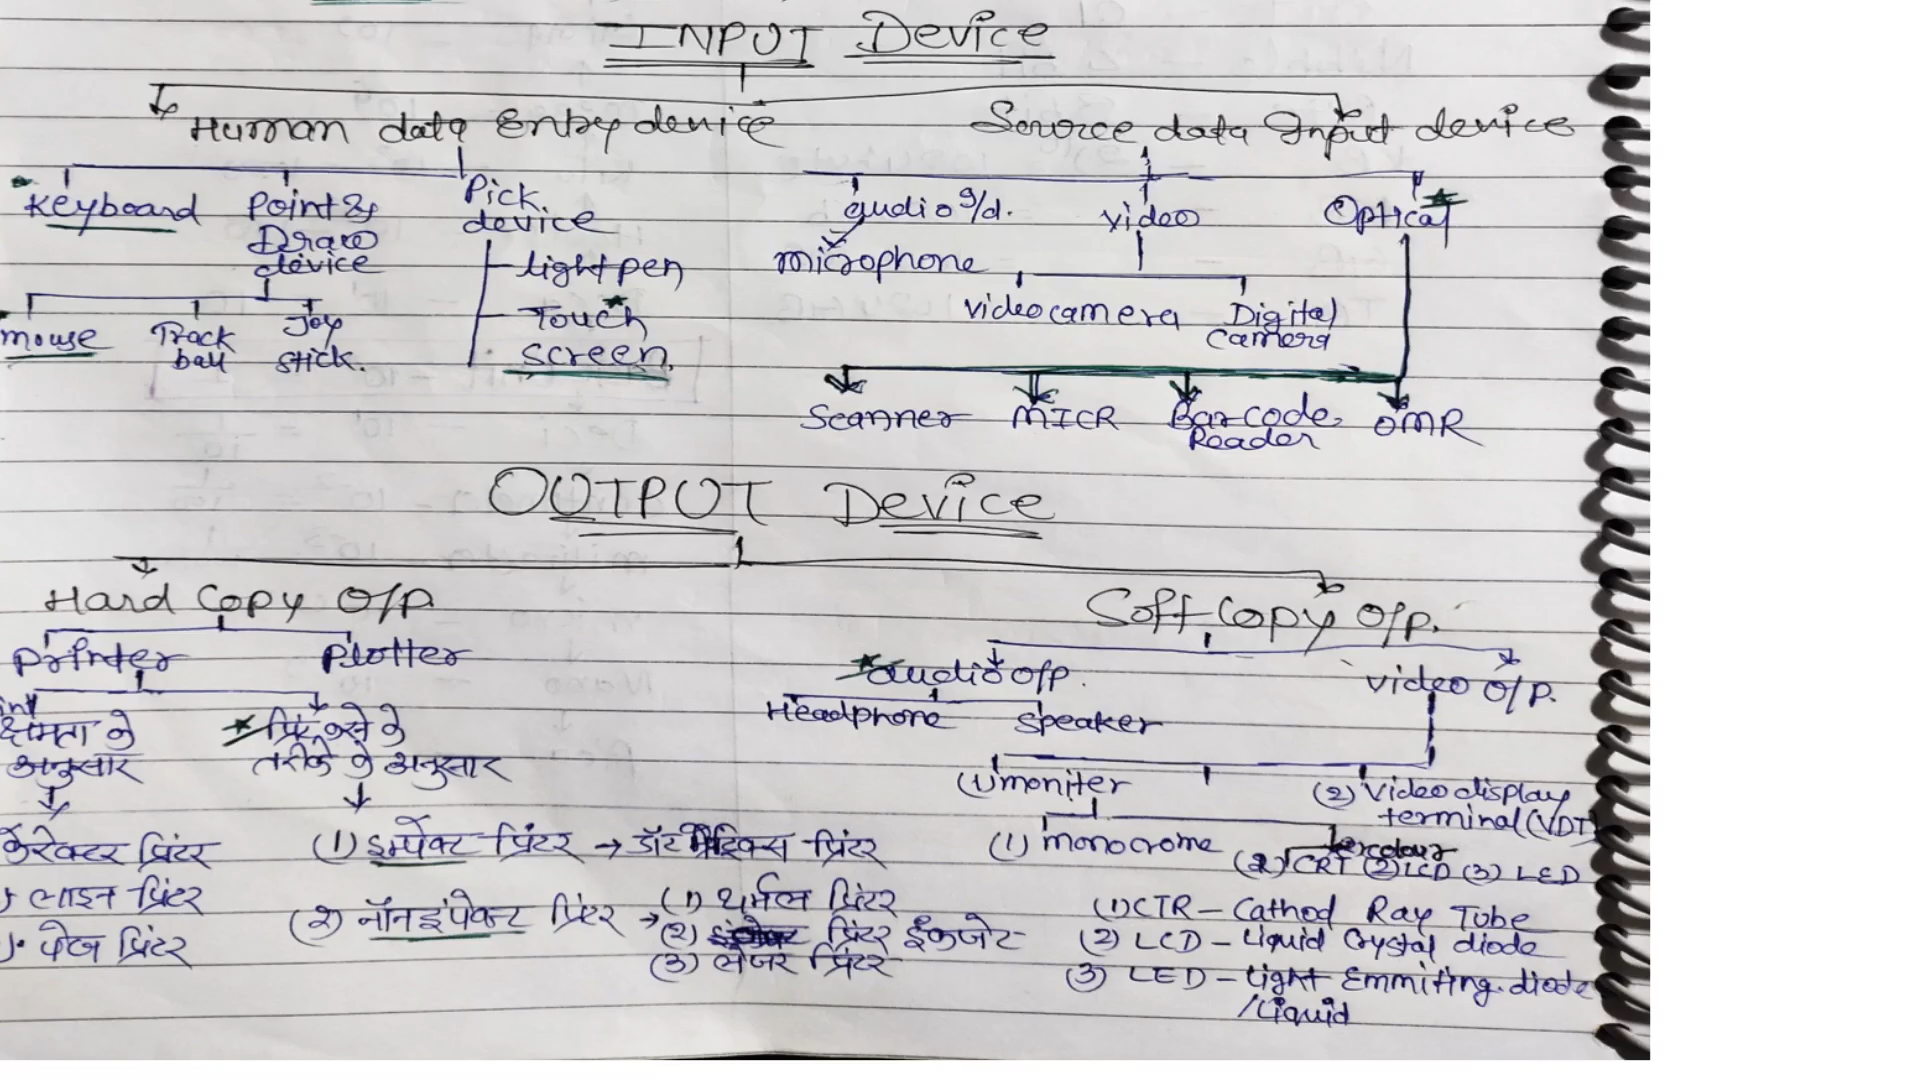 INPUT Device
Human data Entry device
Source data Input device
Keyboard
Point &
Draw
device
Pick
device
audio I/d.
video
Optical
light pen
microphone
Touch
screen
video camera
Digital
Camera
mouse
Track
ball
Joy
stick.
Scanner
MICR
Barcode
Reader
OMR
OUTPUT Device
Hard Copy O/P.
Soft Copy O/P.
Printer
Plotter
audio o/p.
video o/p.
Headphone
speaker
क्षमता के
अनुसार
तरीके के अनुसार
(1) moniter
(2) Video display
terminal (VDT)
केरेक्टर प्रिंटर
लाइन प्रिंटर
पेज प्रिंटर
(1) इम्पेक्ट प्रिंटर → डॉट मैट्रिक्स प्रिंटर
(2) नॉनइंपेक्ट प्रिंटर →
(1) थर्मल प्रिंटर
(2) प्रिंटर इंकजेट
(3) लेजर प्रिंटर
(1) monocrome
colour
(2) CRT (2) LCD (3) LED
(1) CTR – Cathod Ray Tube
(2) LCD – Liquid Crystal diode
(3) LED – Light Emmiting. diode
/Liquid